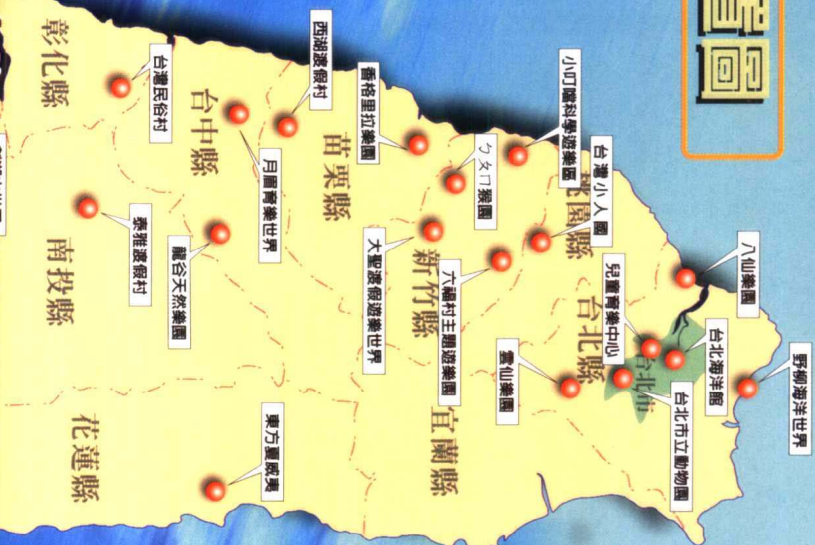 置圖
野柳海洋世界
八仙樂園
台北海洋館
台北市立動物園
兒童育樂中心
台北市
台北縣
雲仙樂園
台灣小人國
桃園縣
小叮噹科學遊樂區
六福村主題遊樂園
ㄅㄆㄇ猴園
新竹縣
宜蘭縣
大聖渡假遊樂世界
香格里拉樂園
苗栗縣
西湖渡假村
月眉育樂世界
東方夏威夷
台中縣
龍谷天然樂園
台灣民俗村
泰雅渡假村
彰化縣
南投縣
花蓮縣